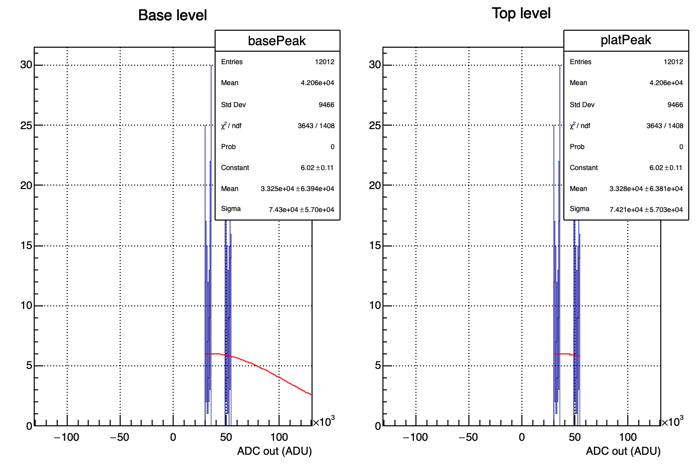 Base level
basePeak
Entries 12012
Mean 4.206e+04
Std Dev 9466
χ²/ ndf 3643 / 1408
Prob 0
Constant 6.02±0.11
Mean 3.325e+04±6.394e+04
Sigma 7.43e+04±5.70e+04
30
25
20
15
10
5
0
−100 −50 0 50 100
×10³
ADC out (ADU)
Top level
platPeak
Entries 12012
Mean 4.206e+04
Std Dev 9466
χ²/ ndf 3643 / 1408
Prob 0
Constant 6.02±0.11
Mean 3.328e+04±6.381e+04
Sigma 7.421e+04±5.703e+04
30
25
20
15
10
5
0
−100 −50 0 50 100
×10³
ADC out (ADU)